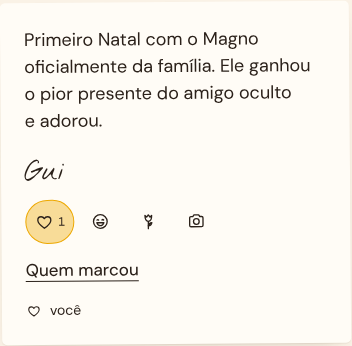 Primeiro Natal com o Magno
oficialmente da família. Ele ganhou
o pior presente do amigo oculto
e adorou.
Gui
1
Quem marcou
você